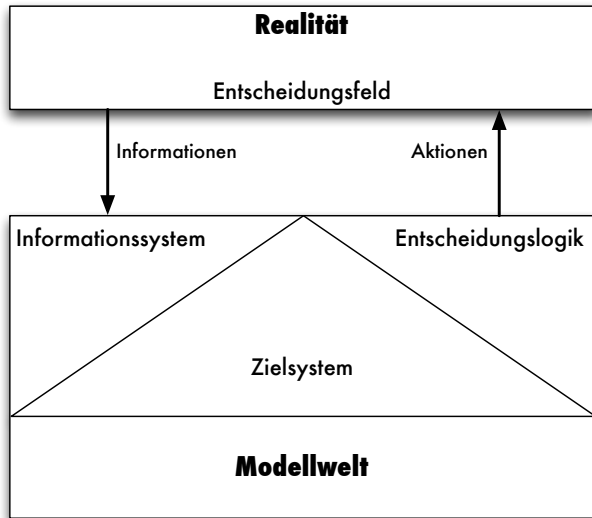 Realität
Entscheidungsfeld
Informationen
Aktionen
Informationssystem
Entscheidungslogik
Zielsystem
Modellwelt